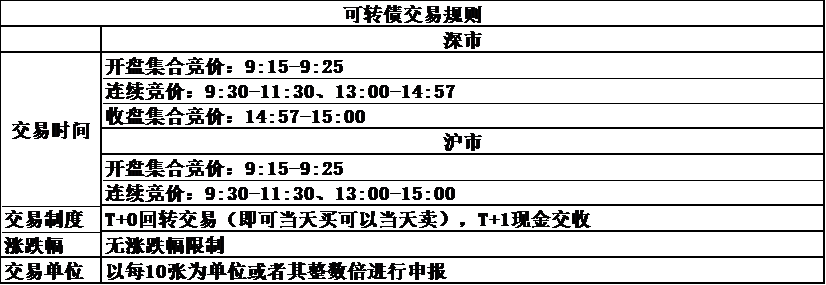 可转债交易规则
深市
交易时间
开盘集合竞价：9:15-9:25
连续竞价：9:30-11:30、13:00-14:57
收盘集合竞价：14:57-15:00
沪市
开盘集合竞价：9:15-9:25
连续竞价：9:30-11:30、13:00-15:00
交易制度 T+0回转交易（即可当天买可以当天卖），T+1现金交收
涨跌幅 无涨跌幅限制
交易单位 以每10张为单位或者其整数倍进行申报